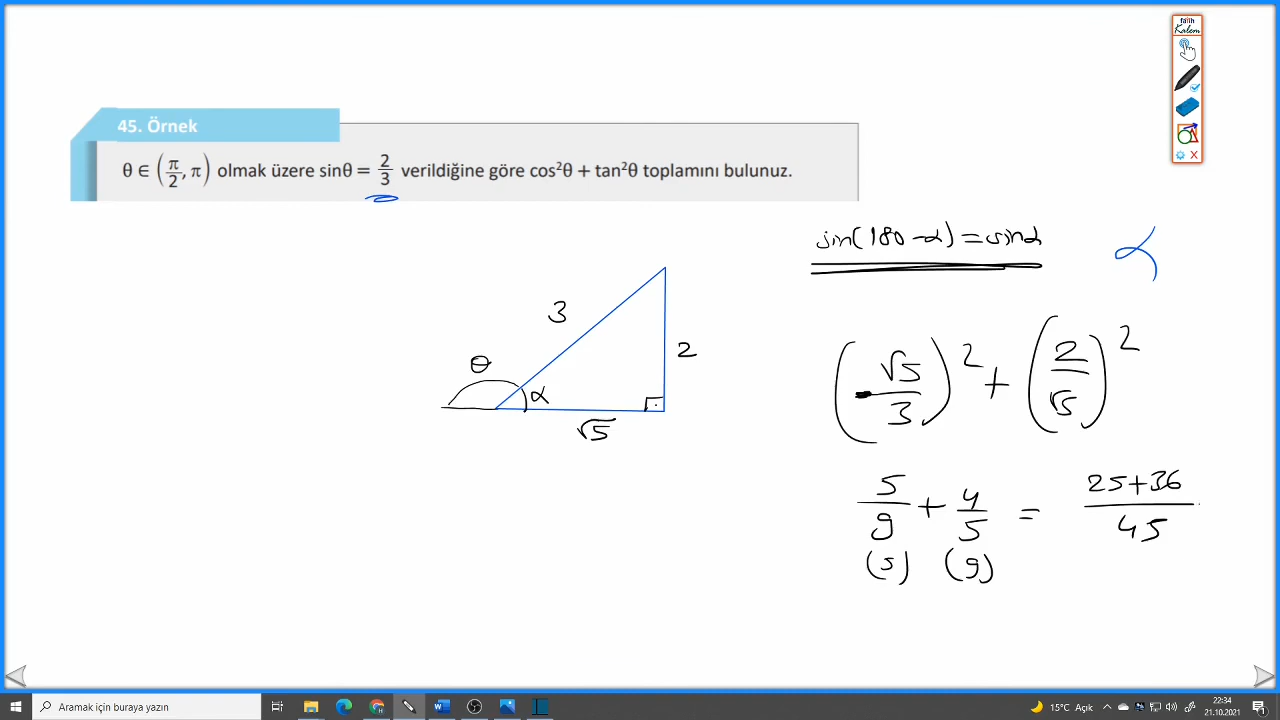 fatih
Kalem
45. Örnek
θ ∈ (π/2, π) olmak üzere sinθ = 2/3 verildiğine göre cos²θ + tan²θ toplamını bulunuz.
sin(180-α) = sinα
α
3
2
θ
α
√5
(-√5/3)² + (2/√5)²
5/9 + 4/5 = 25+36/45
(5) (9)
Aramak için buraya yazın
15°C Açık
22:34
21.10.2021